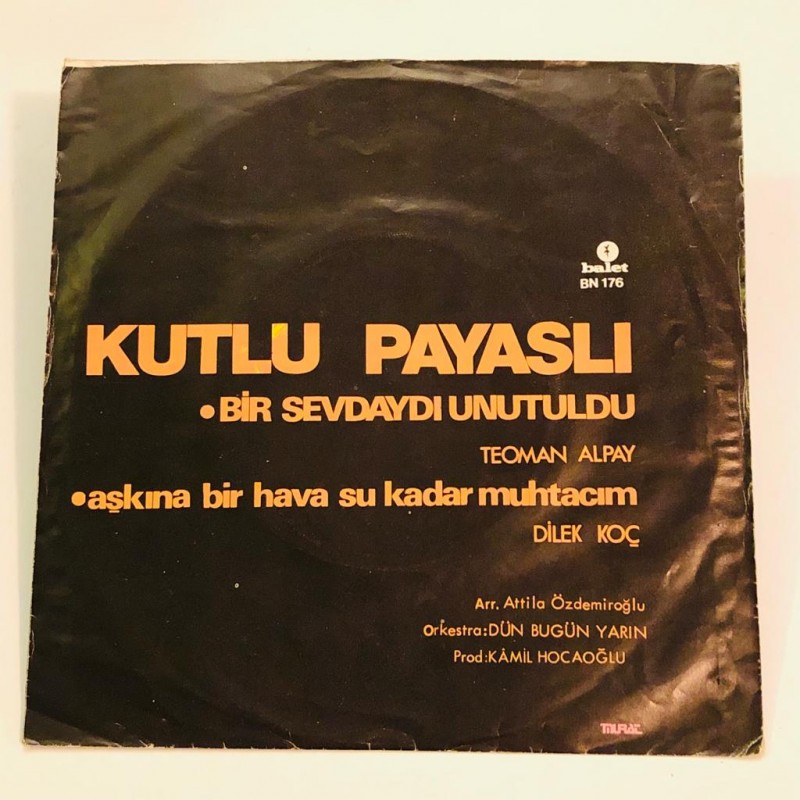 balet
BN 176
KUTLU PAYASLI
•BİR SEVDAYDI UNUTULDU
TEOMAN ALPAY
•aşkına bir hava su kadar muhtacım
DİLEK KOÇ
Arr. Attila Özdemiroğlu
Orkestra:DÜN BUGÜN YARIN
Prod:KÂMİL HOCAOĞLU